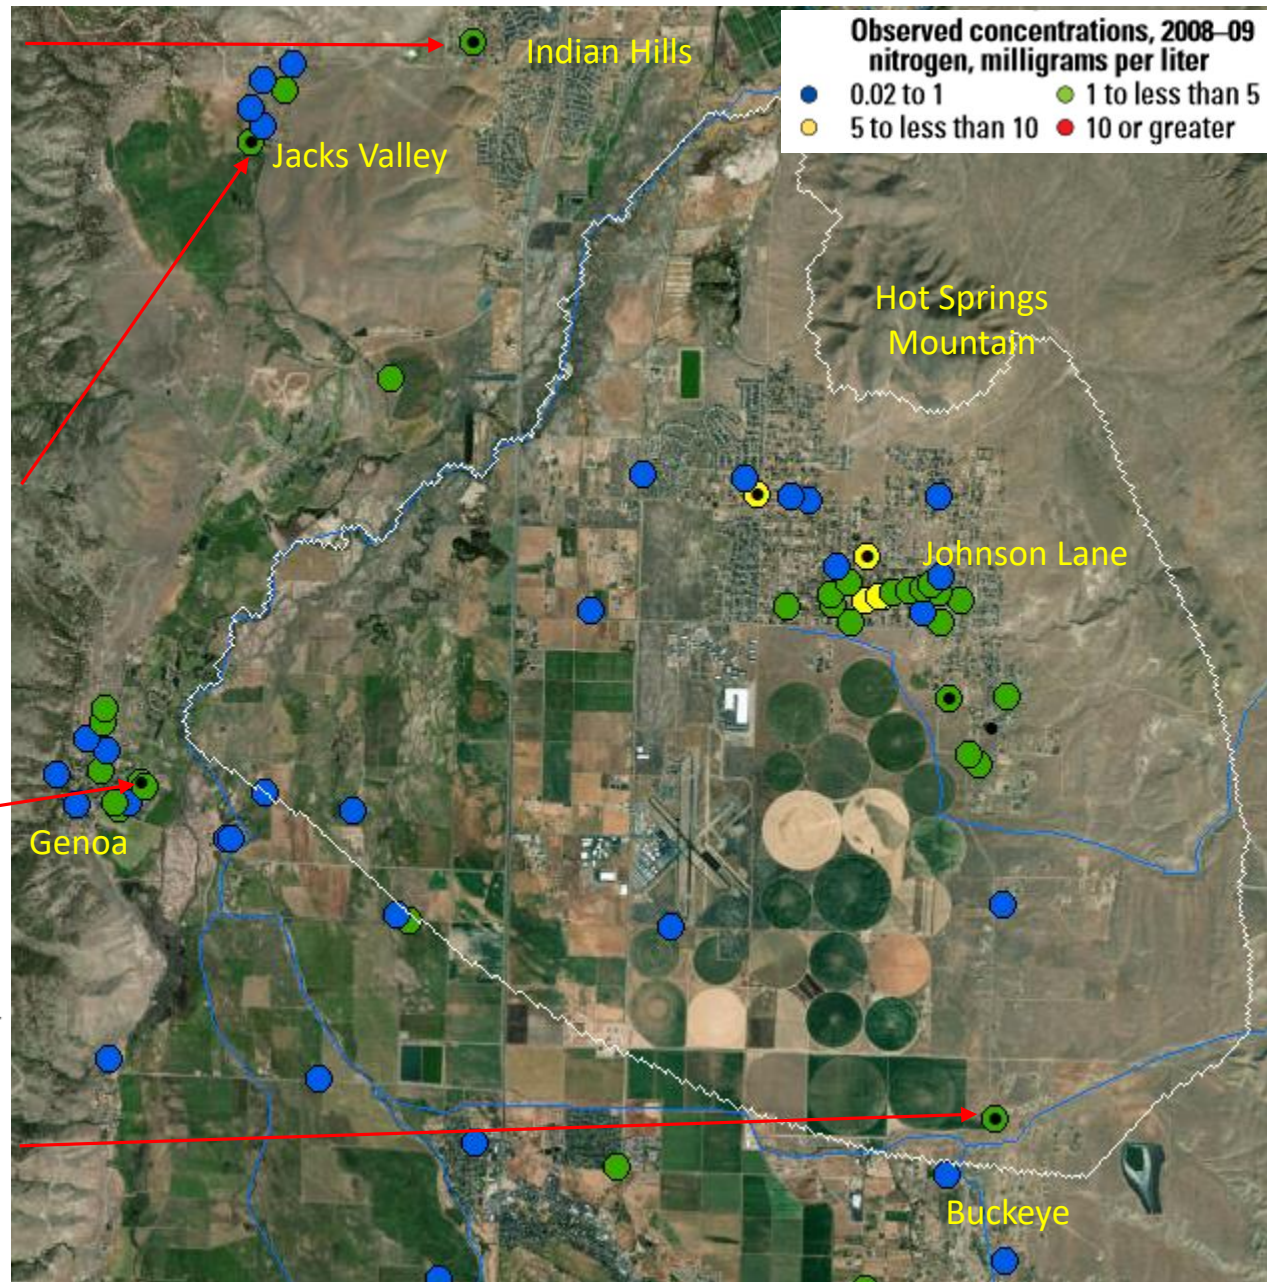 Observed concentrations, 2008–09
nitrogen, milligrams per liter
0.02 to 1
1 to less than 5
5 to less than 10
10 or greater
Indian Hills
Jacks Valley
Hot Springs
Mountain
Johnson Lane
Genoa
Buckeye